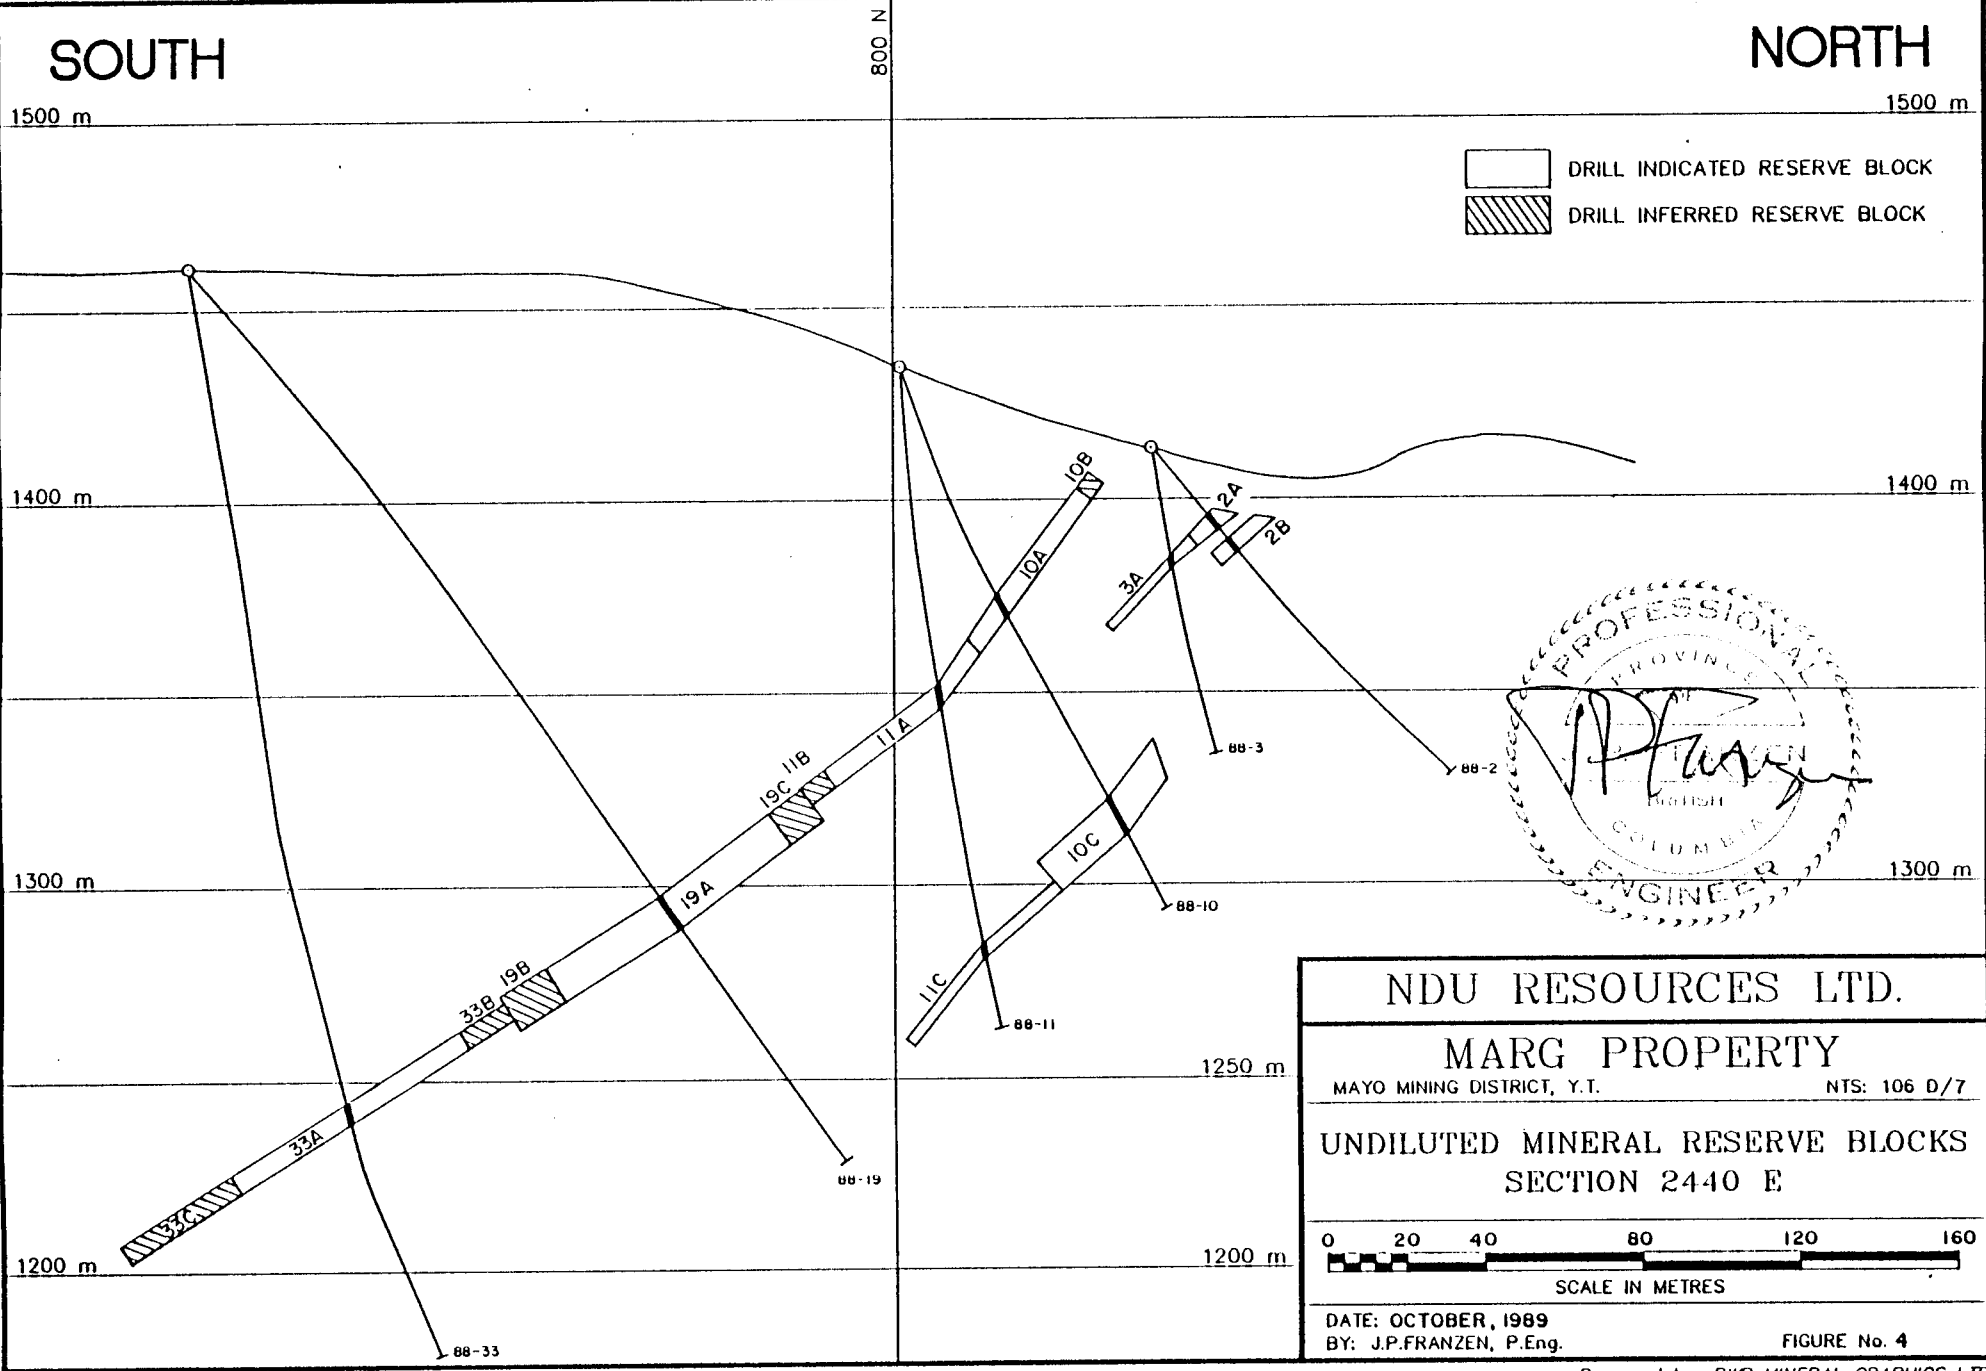 SOUTH
800 N
NORTH
1500 m
1500 m
DRILL INDICATED RESERVE BLOCK
DRILL INFERRED RESERVE BLOCK
10B
1400 m
2A
1400 m
2B
10A
3A
PROFESSIONAL
PROVINCE
OF
BRITISH
COLUMBIA
ENGINEER
11A
88-3
88-2
11B
19C
10C
1300 m
19A
1300 m
88-10
19B
33B
11C
88-11
1250 m
33A
88-19
33C
1200 m
1200 m
88-33
NDU RESOURCES LTD.
MARG PROPERTY
MAYO MINING DISTRICT, Y.T.
NTS: 106 D/7
UNDILUTED MINERAL RESERVE BLOCKS
SECTION 2440 E
0 20 40 80 120 160
SCALE IN METRES
DATE: OCTOBER, 1989
BY: J.P.FRANZEN, P.Eng.
FIGURE No. 4